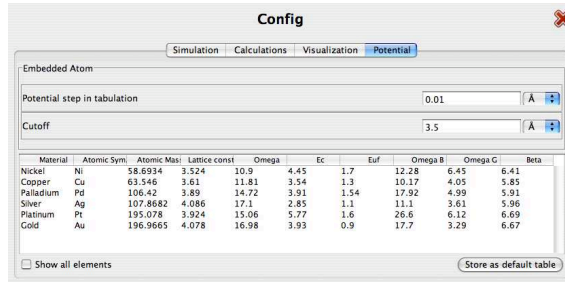 Config
Simulation Calculations Visualization Potential
Embedded Atom
Potential step in tabulation 0.01 Å
Cutoff 3.5 Å
Material Atomic Sym. Atomic Mas: Lattice const Omega Ec Euf Omega B Omega G Beta
Nickel Ni 58.6934 3.524 10.9 4.45 1.7 12.28 6.45 6.41
Copper Cu 63.546 3.61 11.81 3.54 1.3 10.17 4.05 5.85
Palladium Pd 106.42 3.89 14.72 3.91 1.54 17.92 4.99 5.91
Silver Ag 107.8682 4.086 17.1 2.85 1.1 11.1 3.61 5.96
Platinum Pt 195.078 3.924 15.06 5.77 1.6 26.6 6.12 6.69
Gold Au 196.9665 4.078 16.98 3.93 0.9 17.7 3.29 6.67
Show all elements Store as default table